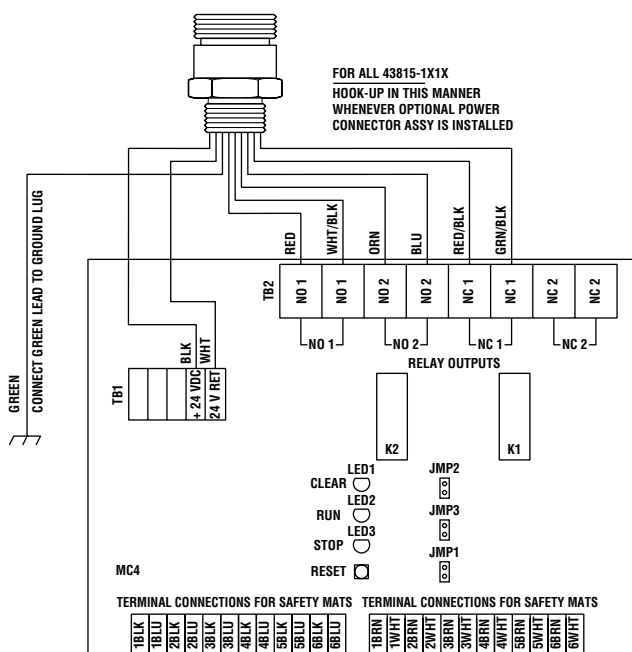 FOR ALL 43815-1X1X
HOOK-UP IN THIS MANNER
WHENEVER OPTIONAL POWER
CONNECTOR ASSY IS INSTALLED
GREEN
CONNECT GREEN LEAD TO GROUND LUG
RED
WHT/BLK
ORN
BLU
RED/BLK
GRN/BLK
TB2
NO 1
NO 1
NO 2
NO 2
NC 1
NC 1
NC 2
NC 2
NO 1
NO 2
NC 1
NC 2
RELAY OUTPUTS
BLK
WHT
TB1
+ 24 VDC
24 V RET
K2
K1
LED1
CLEAR
LED2
RUN
LED3
STOP
RESET
JMP2
JMP3
JMP1
MC4
TERMINAL CONNECTIONS FOR SAFETY MATS
1BLK
1BLU
2BLK
2BLU
3BLK
3BLU
4BLK
4BLU
5BLK
5BLU
6BLK
6BLU
TERMINAL CONNECTIONS FOR SAFETY MATS
1BRN
1WHT
2BRN
2WHT
3BRN
3WHT
4BRN
4WHT
5BRN
5WHT
6BRN
6WHT